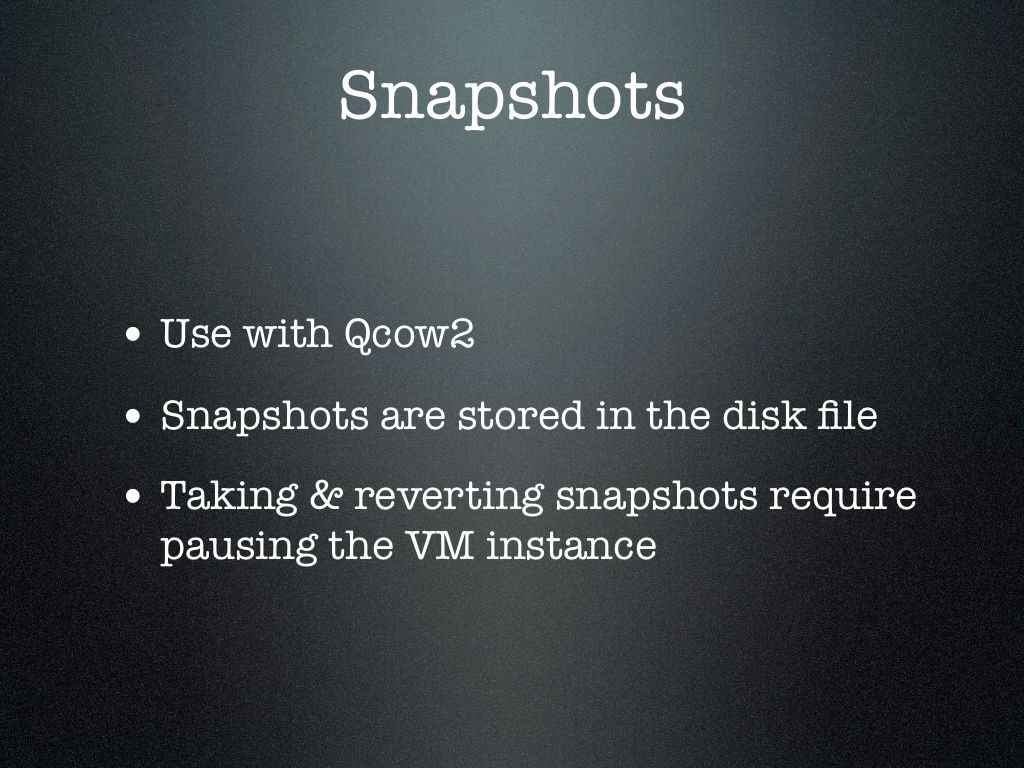 Snapshots
• Use with Qcow2
• Snapshots are stored in the disk file
• Taking & reverting snapshots require
pausing the VM instance